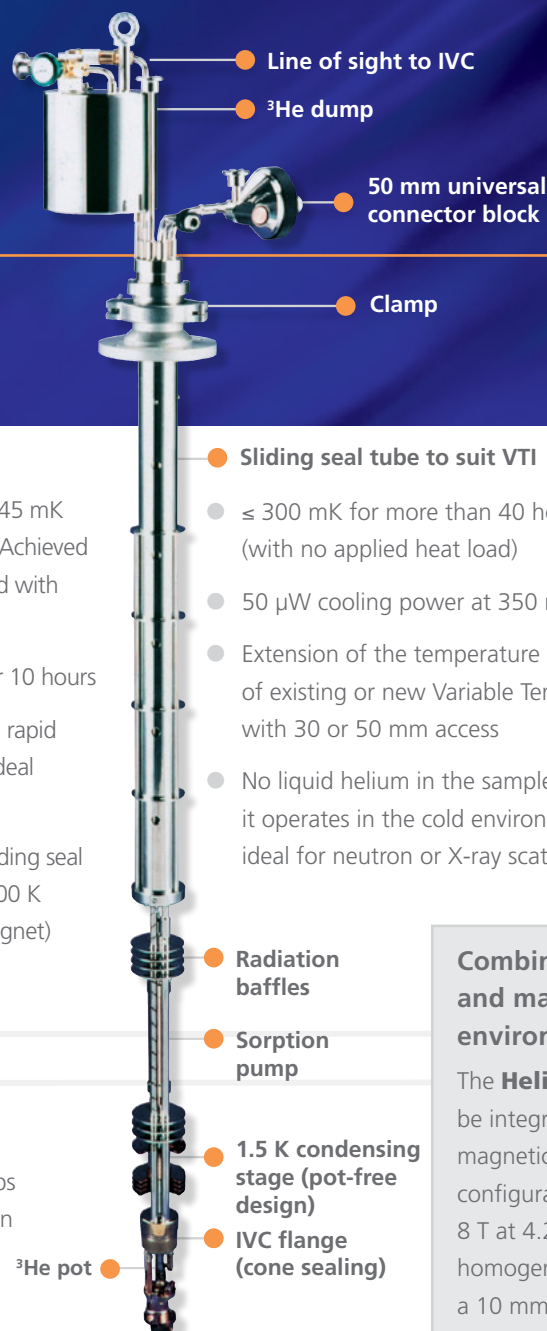 Line of sight to IVC
³He dump
50 mm universal
connector block
Clamp
Sliding seal tube to suit VTI
45 mK
Achieved
d with
10 hours
rapid
deal
ding seal
00 K
gnet)
≤ 300 mK for more than 40 h
(with no applied heat load)
50 µW cooling power at 350
Extension of the temperature
of existing or new Variable Te
with 30 or 50 mm access
No liquid helium in the sample
it operates in the cold environ
ideal for neutron or X-ray scat
Radiation
baffles
Sorption
pump
1.5 K condensing
stage (pot-free
design)
IVC flange
(cone sealing)
³He pot
Combin
and ma
enviror
The Heli
be integr
magnetic
configura
8 T at 4.2
homoger
a 10 mm